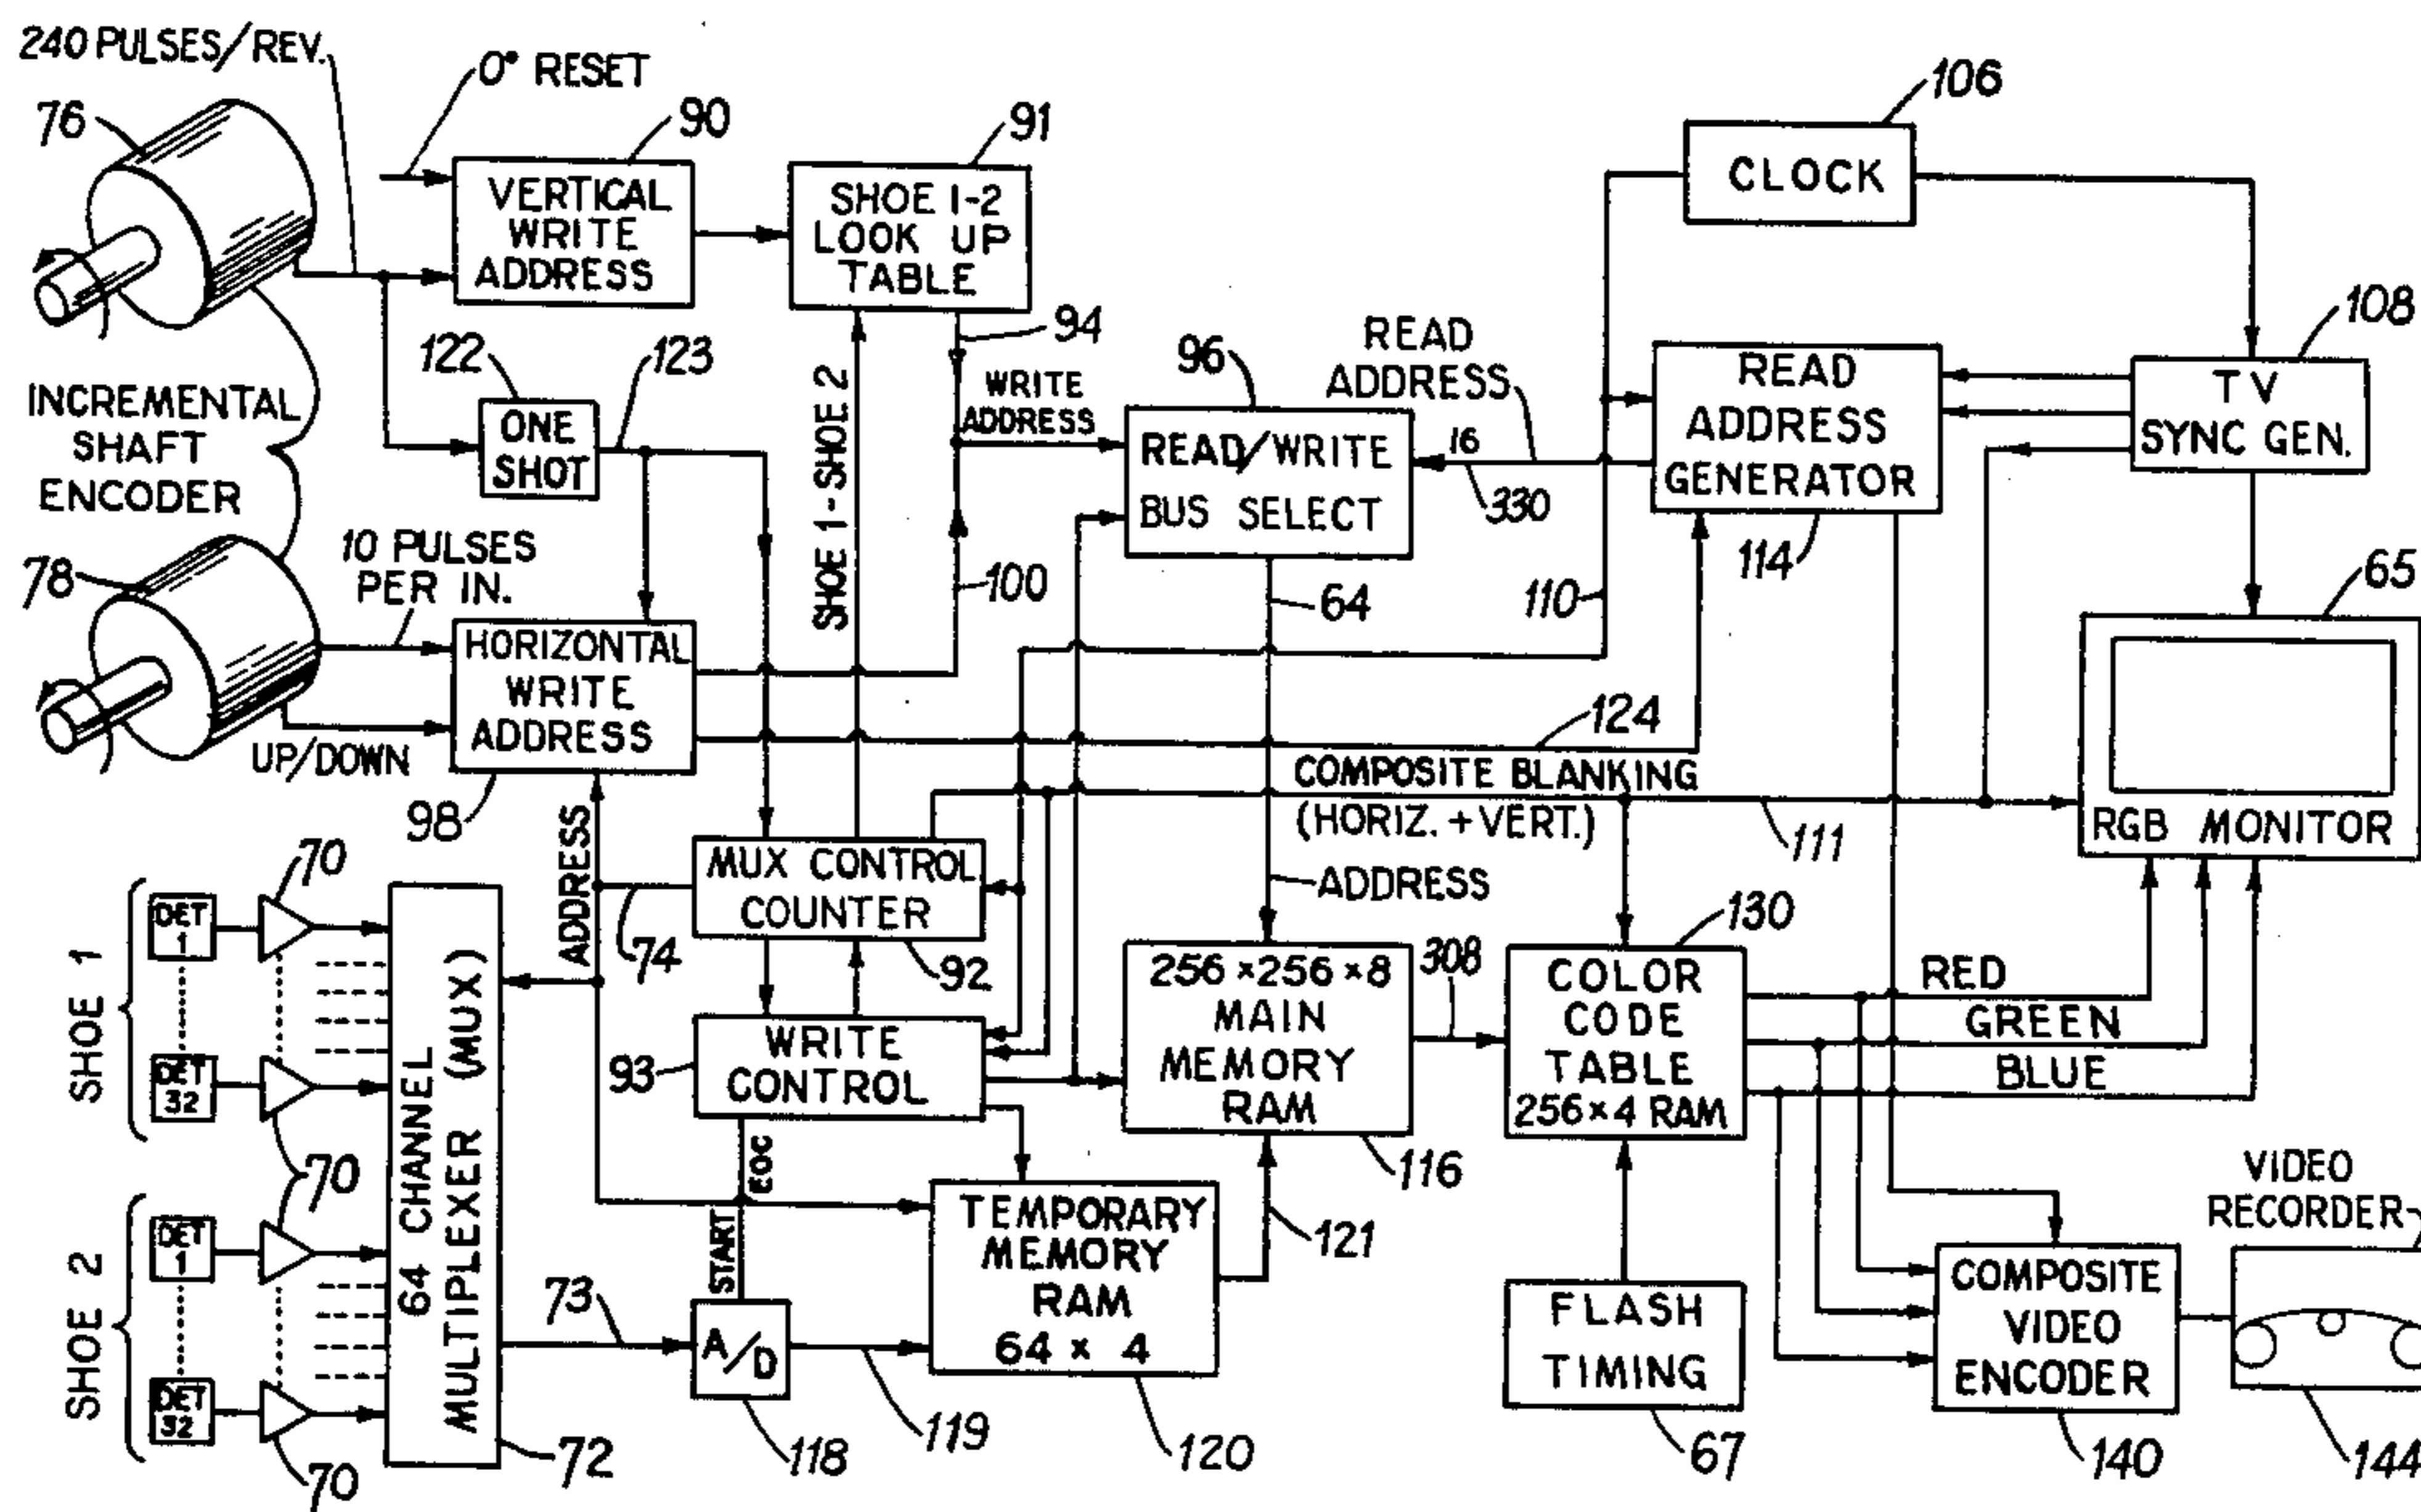 240 PULSES/REV.
0° RESET
76
90
VERTICAL
WRITE
ADDRESS
91
SHOE 1-2
LOOK UP
TABLE
94
106
CLOCK
108
TV
SYNC GEN.
INCREMENTAL
SHAFT
ENCODER
122
ONE
SHOT
123
SHOE 1-SHOE 2
WRITE
ADDRESS
96
READ/WRITE
BUS SELECT
READ
ADDRESS
16
330
READ
ADDRESS
GENERATOR
114
110
64
100
78
10 PULSES
PER IN.
UP/DOWN
HORIZONTAL
WRITE
ADDRESS
98
124
COMPOSITE BLANKING
(HORIZ. + VERT.)
111
65
RGB MONITOR
ADDRESS
MUX CONTROL
COUNTER
74
92
ADDRESS
SHOE 1
DET
1
70
DET
32
70
SHOE 2
DET
1
DET
32
70
64 CHANNEL
MULTIPLEXER (MUX)
72
93
WRITE
CONTROL
EOC
START
73
A/D
118
119
TEMPORARY
MEMORY
RAM
64 x 4
120
121
256 x 256 x 8
MAIN
MEMORY
RAM
116
308
130
COLOR
CODE
TABLE
256 x 4 RAM
RED
GREEN
BLUE
FLASH
TIMING
67
COMPOSITE
VIDEO
ENCODER
140
VIDEO
RECORDER
144